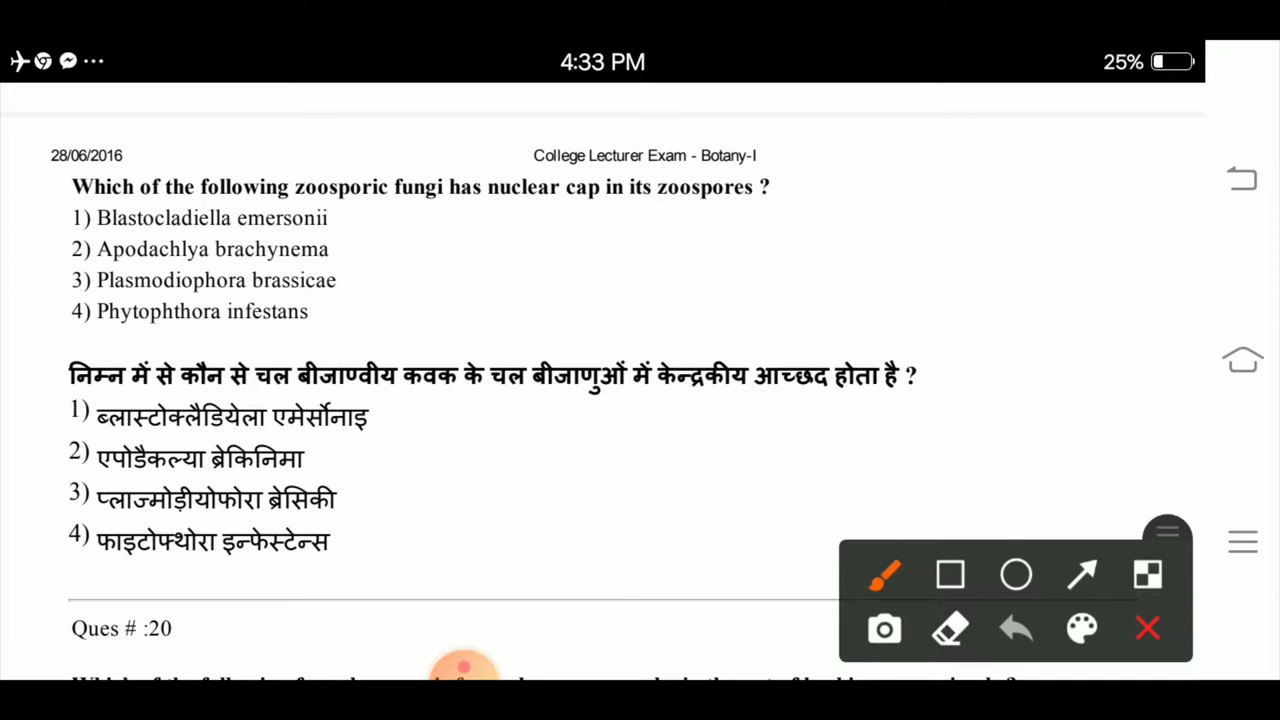 4:33 PM
25%
28/06/2016
College Lecturer Exam - Botany-I
Which of the following zoosporic fungi has nuclear cap in its zoospores ?
1) Blastocladiella emersonii
2) Apodachlya brachynema
3) Plasmodiophora brassicae
4) Phytophthora infestans
निम्न में से कौन से चल बीजाण्वीय कवक के चल बीजाणुओं में केन्द्रकीय आच्छद होता है ?
1) ब्लास्टोक्लैडियेला एमेर्सोनाइ
2) एपोडैकल्या ब्रेकिनिमा
3) प्लाज्मोड़ीयोफोरा ब्रेसिकी
4) फाइटोफ्थोरा इन्फेस्टेन्स
Ques # :20